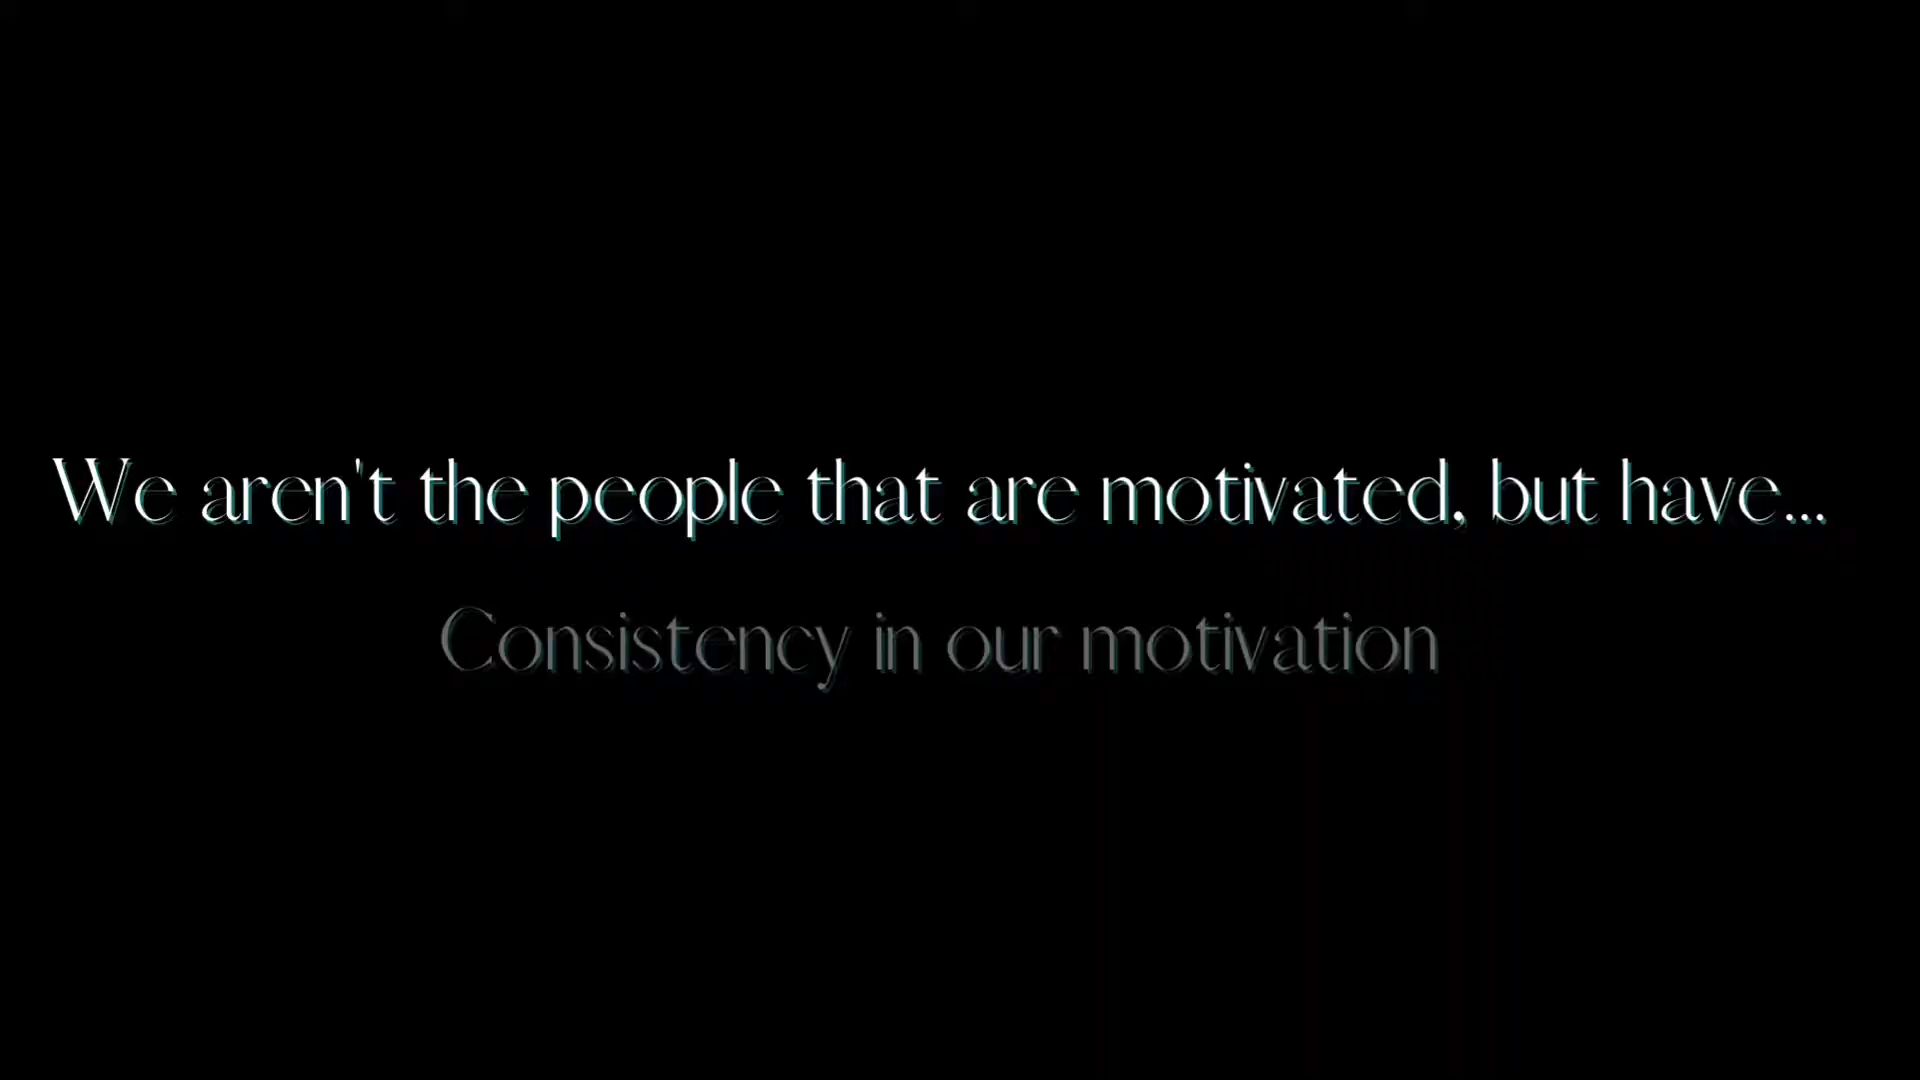 We aren't the people that are motivated, but have...
Consistency in our motivation